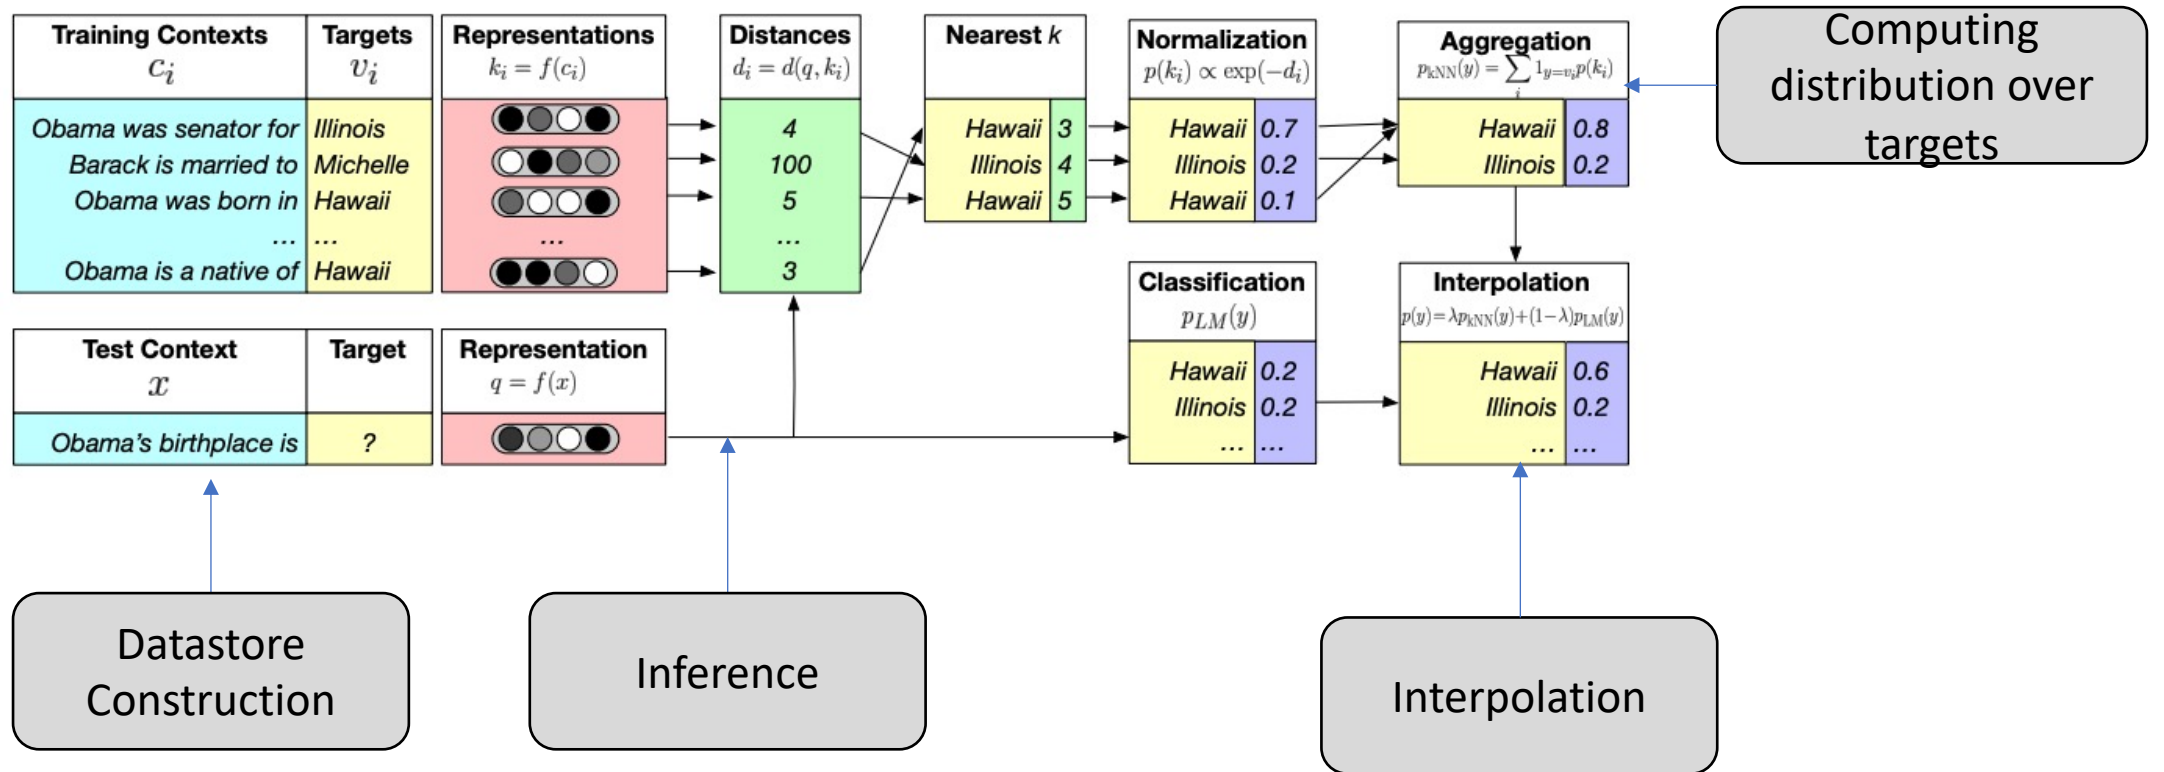 Training Contexts
c_i
Targets
v_i
Obama was senator for Illinois
Barack is married to Michelle
Obama was born in Hawaii
... ...
Obama is a native of Hawaii
Representations
k_i = f(c_i)
...
Distances
d_i = d(q, k_i)
4
100
5
...
3
Nearest k
Hawaii 3
Illinois 4
Hawaii 5
Normalization
p(k_i) ∝ exp(−d_i)
Hawaii 0.7
Illinois 0.2
Hawaii 0.1
Aggregation
p_kNN(y) = ∑_i 1_{y=v_i} p(k_i)
Hawaii 0.8
Illinois 0.2
Computing
distribution over
targets
Test Context
x
Target
Obama’s birthplace is ?
Representation
q = f(x)
Classification
p_LM(y)
Hawaii 0.2
Illinois 0.2
... ...
Interpolation
p(y) = λp_kNN(y) + (1−λ)p_LM(y)
Hawaii 0.6
Illinois 0.2
... ...
Datastore
Construction
Inference
Interpolation